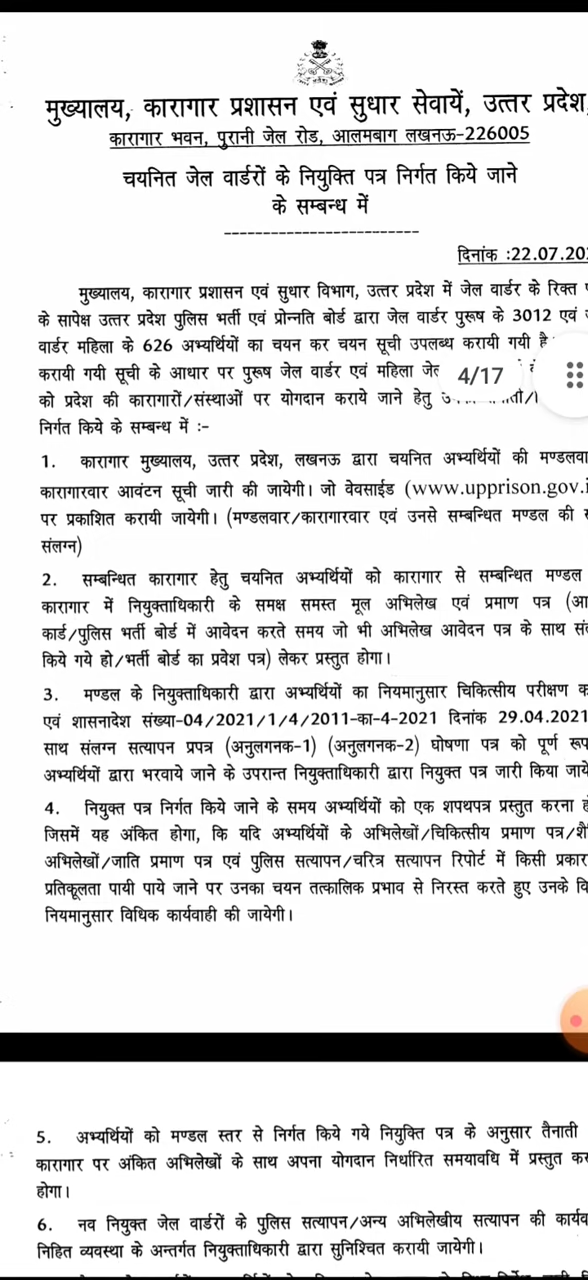 मुख्यालय, कारागार प्रशासन एवं सुधार सेवायें, उत्तर प्रदेश
कारागार भवन, पुरानी जेल रोड, आलमबाग लखनऊ-226005
चयनित जेल वार्डरों के नियुक्ति पत्र निर्गत किये जाने
के सम्बन्ध में
-------------------------
दिनांक :22.07.20
मुख्यालय, कारागार प्रशासन एवं सुधार विभाग, उत्तर प्रदेश में जेल वार्डर के रिक्त
के सापेक्ष उत्तर प्रदेश पुलिस भर्ती एवं प्रोन्नति बोर्ड द्वारा जेल वार्डर पुरूष के 3012 एवं
वार्डर महिला के 626 अभ्यर्थियों का चयन कर चयन सूची उपलब्ध करायी गयी है
करायी गयी सूची के आधार पर पुरूष जेल वार्डर एवं महिला जेल
4/17
को प्रदेश की कारागारों/संस्थाओं पर योगदान कराये जाने हेतु
निर्गत किये के सम्बन्ध में :-
1. कारागार मुख्यालय, उत्तर प्रदेश, लखनऊ द्वारा चयनित अभ्यर्थियों की मण्डलवा
कारागारवार आवंटन सूची जारी की जायेगी। जो वेवसाईड (www.upprison.gov.i
पर प्रकाशित करायी जायेगी। (मण्डलवार/कारागारवार एवं उनसे सम्बन्धित मण्डल की
संलग्न)
2. सम्बन्धित कारागार हेतु चयनित अभ्यर्थियों को कारागार से सम्बन्धित मण्डल
कारागार में नियुक्ताधिकारी के समक्ष समस्त मूल अभिलेख एवं प्रमाण पत्र (आ
कार्ड/पुलिस भर्ती बोर्ड में आवेदन करते समय जो भी अभिलेख आवेदन पत्र के साथ सं
किये गये हो/भर्ती बोर्ड का प्रवेश पत्र) लेकर प्रस्तुत होगा।
3. मण्डल के नियुक्ताधिकारी द्वारा अभ्यर्थियों का नियमानुसार चिकित्सीय परीक्षण क
एवं शासनादेश संख्या-04/2021/1/4/2011-का-4-2021 दिनांक 29.04.2021
साथ संलग्न सत्यापन प्रपत्र (अनुलगनक-1) (अनुलगनक-2) घोषणा पत्र को पूर्ण रूप
अभ्यर्थियों द्वारा भरवाये जाने के उपरान्त नियुक्ताधिकारी द्वारा नियुक्त पत्र जारी किया जाये
4. नियुक्त पत्र निर्गत किये जाने के समय अभ्यर्थियों को एक शपथपत्र प्रस्तुत करना ह
जिसमें यह अंकित होगा, कि यदि अभ्यर्थियों के अभिलेखों/चिकित्सीय प्रमाण पत्र/शै
अभिलेखों/जाति प्रमाण पत्र एवं पुलिस सत्यापन/चरित्र सत्यापन रिपोर्ट में किसी प्रकार
प्रतिकूलता पायी पाये जाने पर उनका चयन तत्कालिक प्रभाव से निरस्त करते हुए उनके वि
नियमानुसार विधिक कार्यवाही की जायेगी।
5. अभ्यर्थियों को मण्डल स्तर से निर्गत किये गये नियुक्ति पत्र के अनुसार तैनाती
कारागार पर अंकित अभिलेखों के साथ अपना योगदान निर्धारित समयावधि में प्रस्तुत कर
होगा।
6. नव नियुक्त जेल वार्डरों के पुलिस सत्यापन/अन्य अभिलेखीय सत्यापन की कार्यव
निहित व्यवस्था के अन्तर्गत नियुक्ताधिकारी द्वारा सुनिश्चित करायी जायेगी।